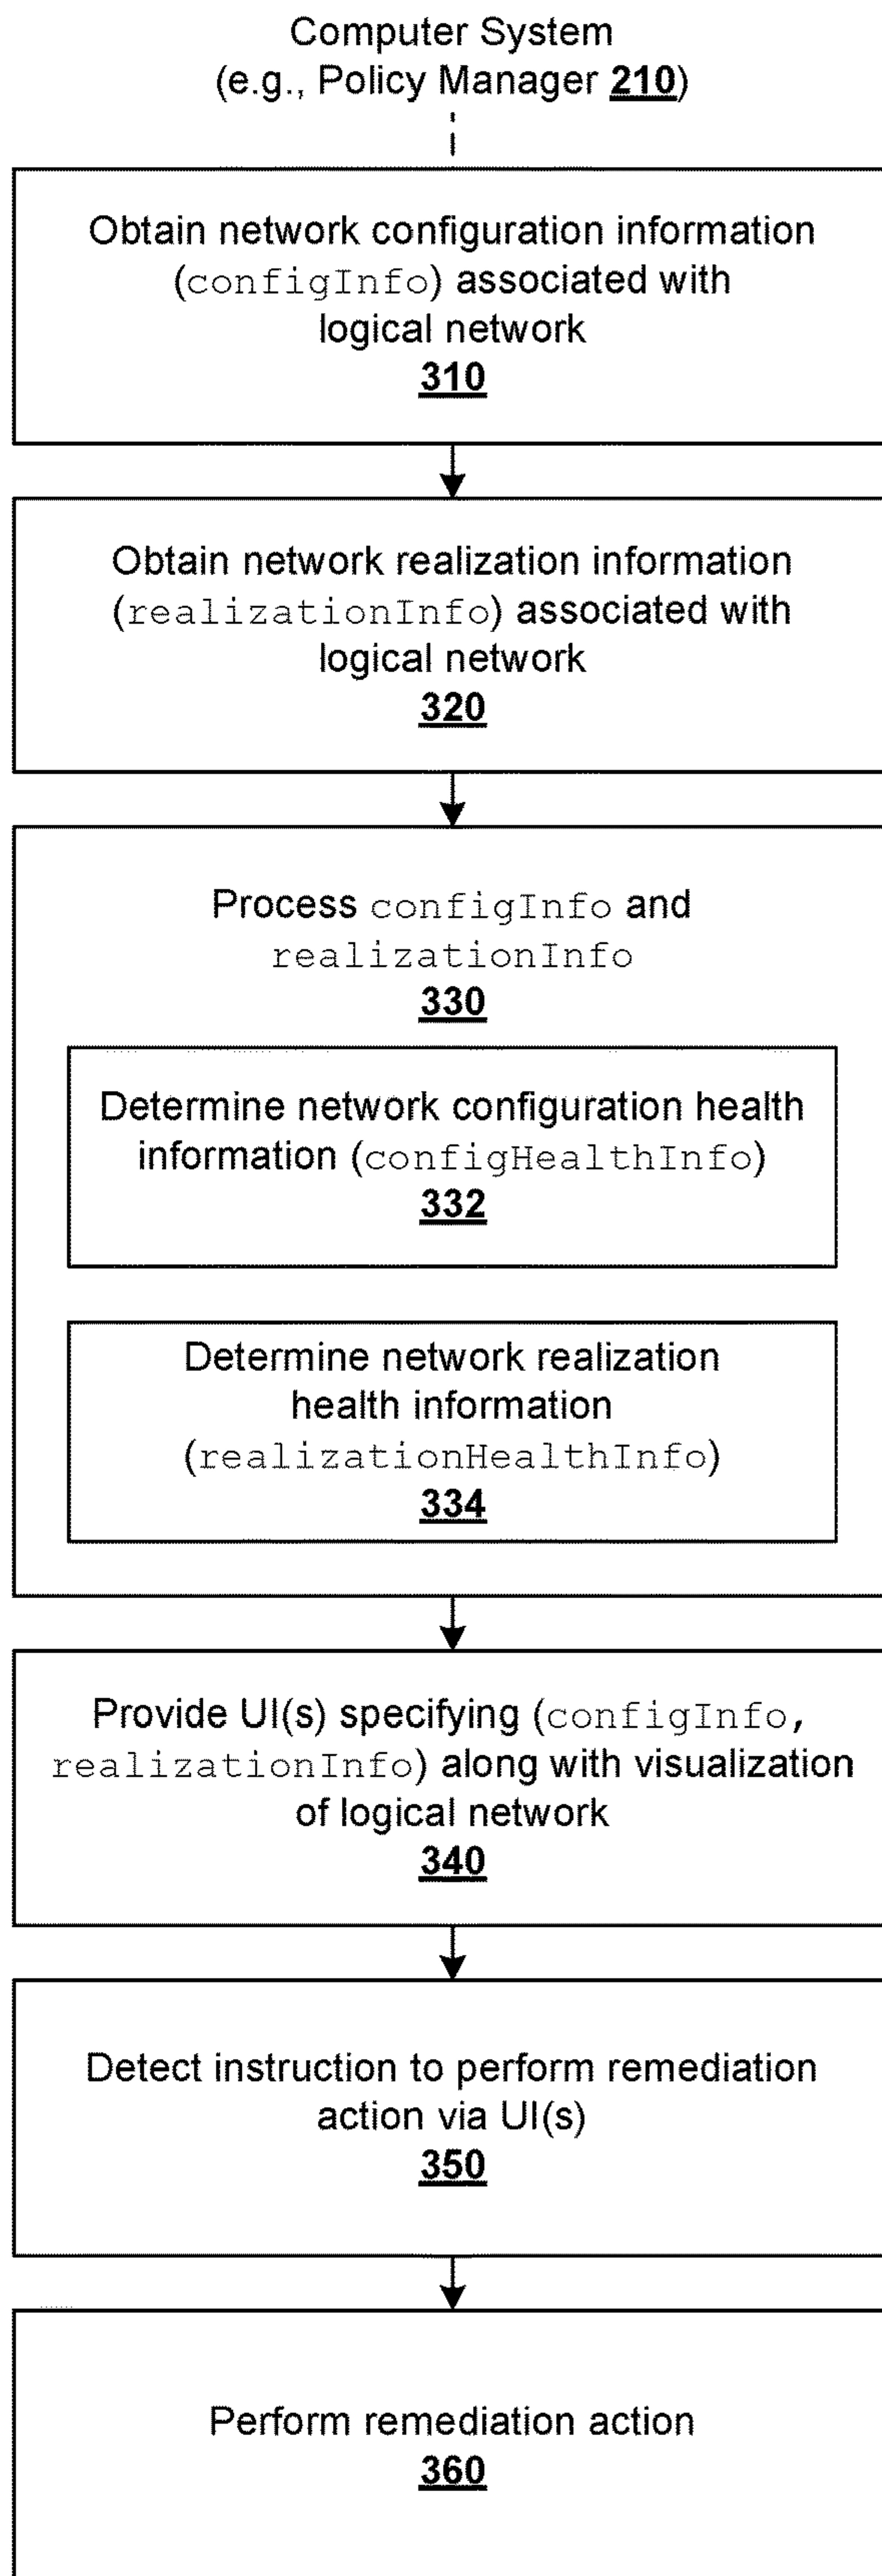 Computer System
(e.g., Policy Manager 210)
Obtain network configuration information
(configInfo) associated with
logical network
310
Obtain network realization information
(realizationInfo) associated with
logical network
320
Process configInfo and
realizationInfo
330
Determine network configuration health
information (configHealthInfo)
332
Determine network realization
health information
(realizationHealthInfo)
334
Provide UI(s) specifying (configInfo,
realizationInfo) along with visualization
of logical network
340
Detect instruction to perform remediation
action via UI(s)
350
Perform remediation action
360